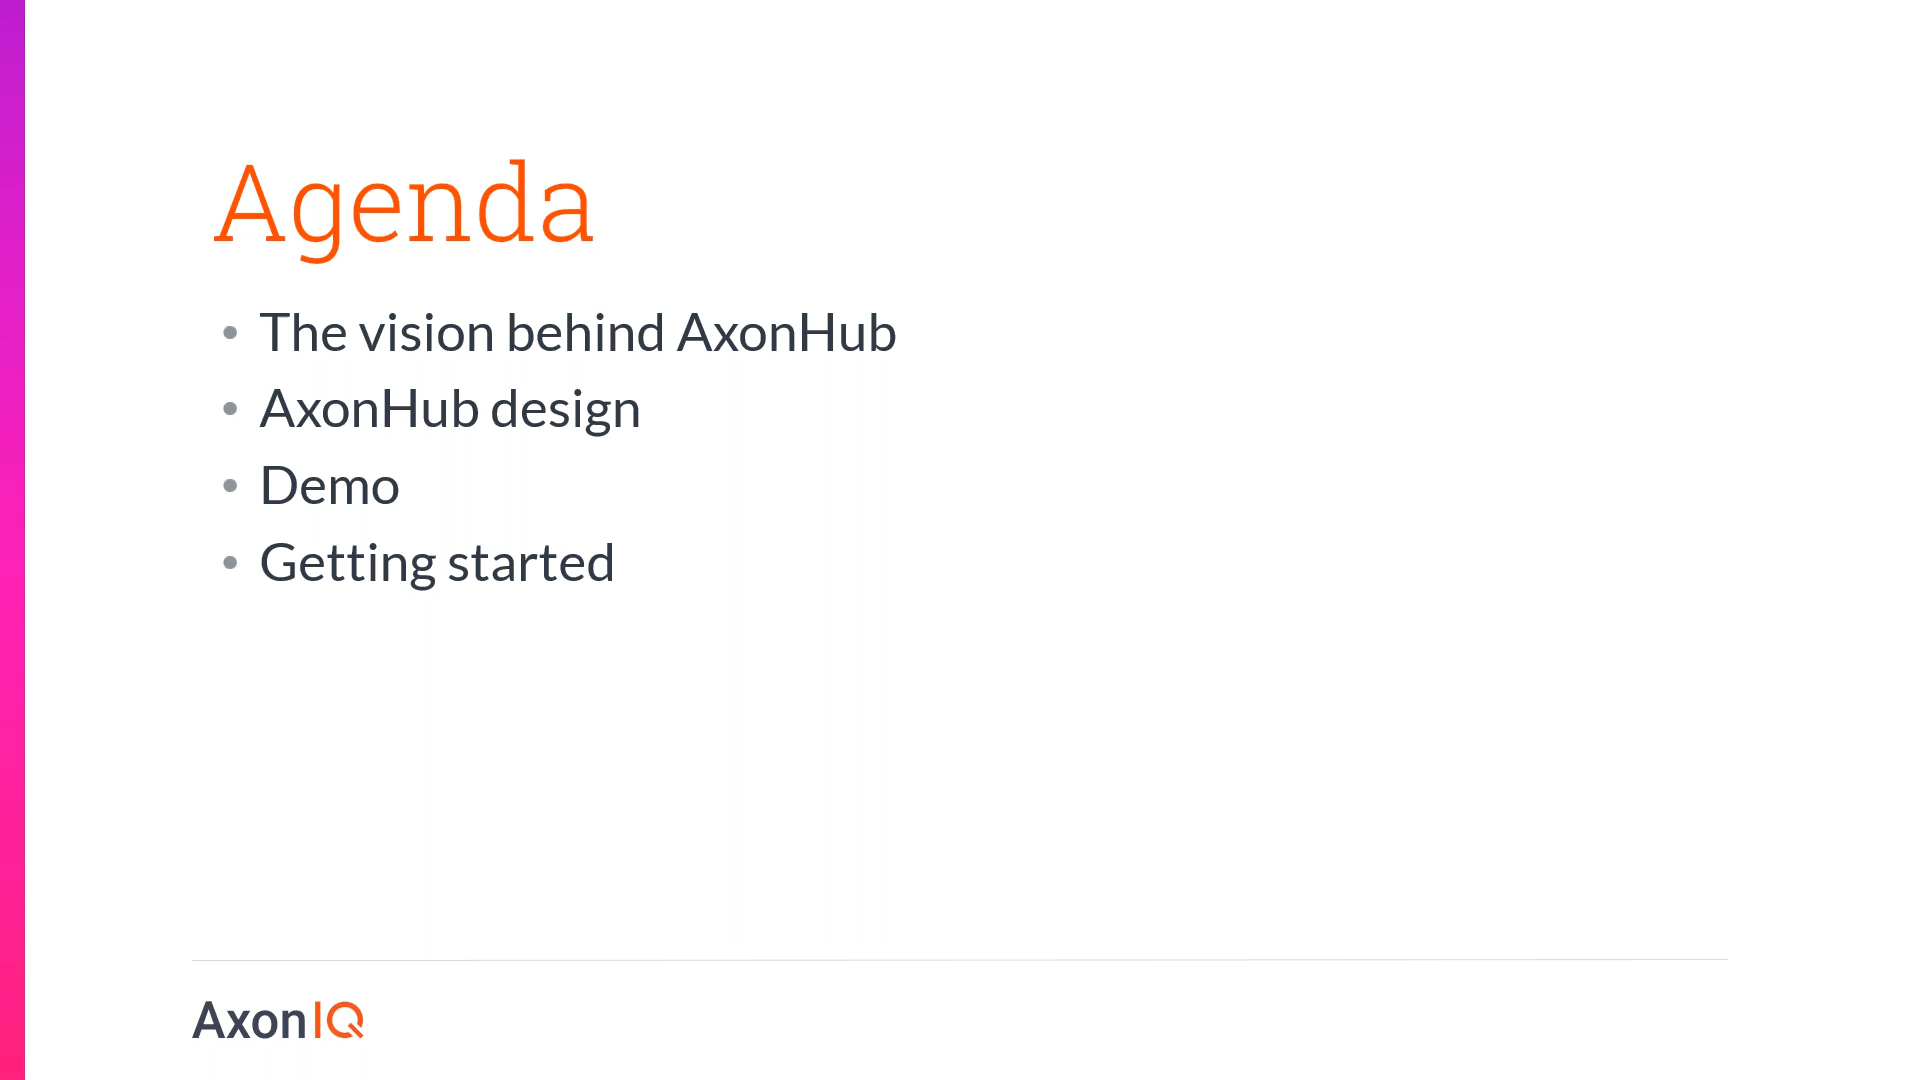 Agenda
• The vision behind AxonHub
• AxonHub design
• Demo
• Getting started
AxonIQ